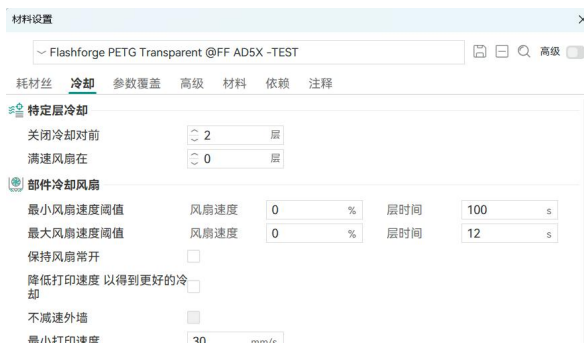 材料设置
Flashforge PETG Transparent @FF AD5X -TEST 高级
耗材丝 冷却 参数覆盖 高级 材料 依赖 注释
特定层冷却
关闭冷却对前 2 层
满速风扇在 0 层
部件冷却风扇
最小风扇速度阈值 风扇速度 0 % 层时间 100 s
最大风扇速度阈值 风扇速度 0 % 层时间 12 s
保持风扇常开
降低打印速度 以得到更好的冷
却
不减速外墙
最小打印速度 30 mm/s